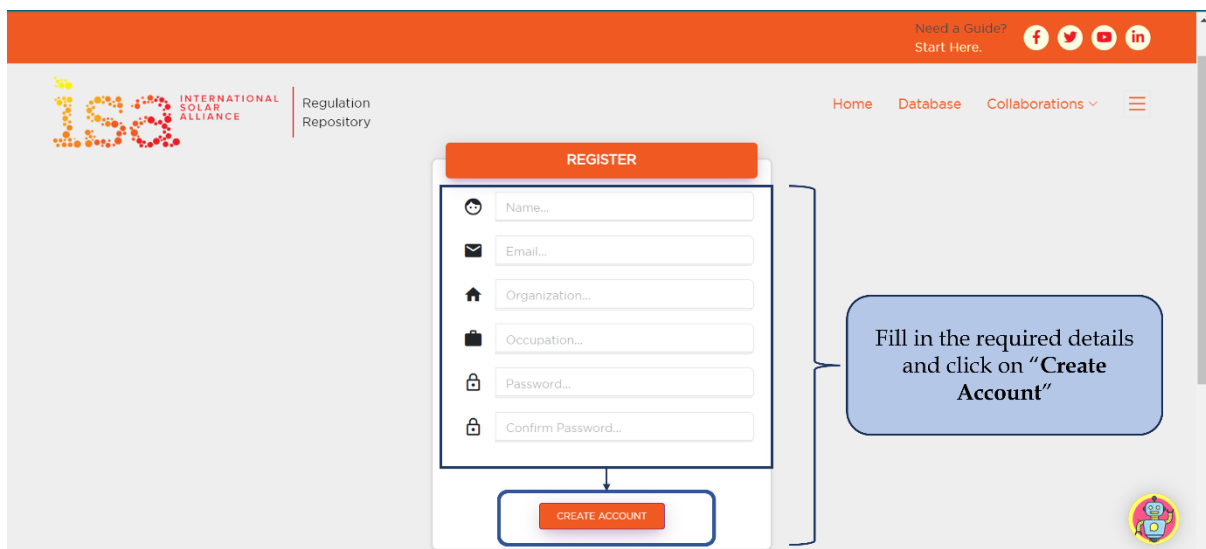 Need a Guide?
Start Here.
isa
INTERNATIONAL
SOLAR
ALLIANCE
Regulation
Repository
Home Database Collaborations
REGISTER
Name...
Email...
Organization...
Occupation...
Password...
Confirm Password...
CREATE ACCOUNT
Fill in the required details
and click on “Create
Account”